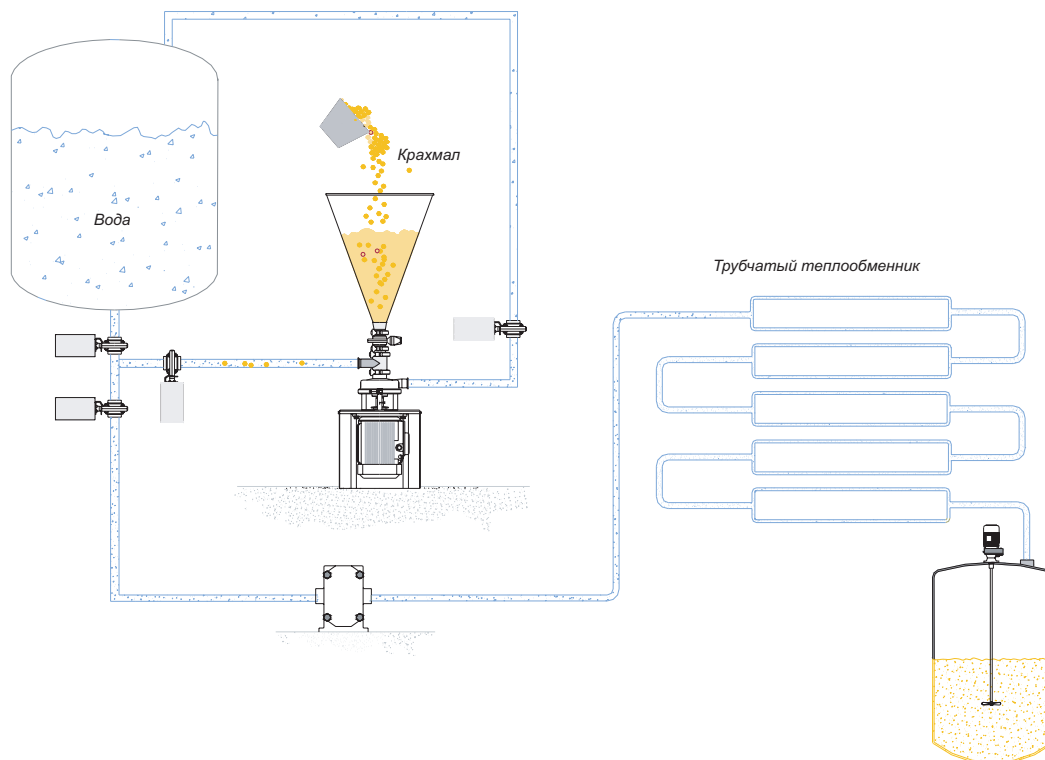 Крахмал
Вода
Трубчатый теплообменник